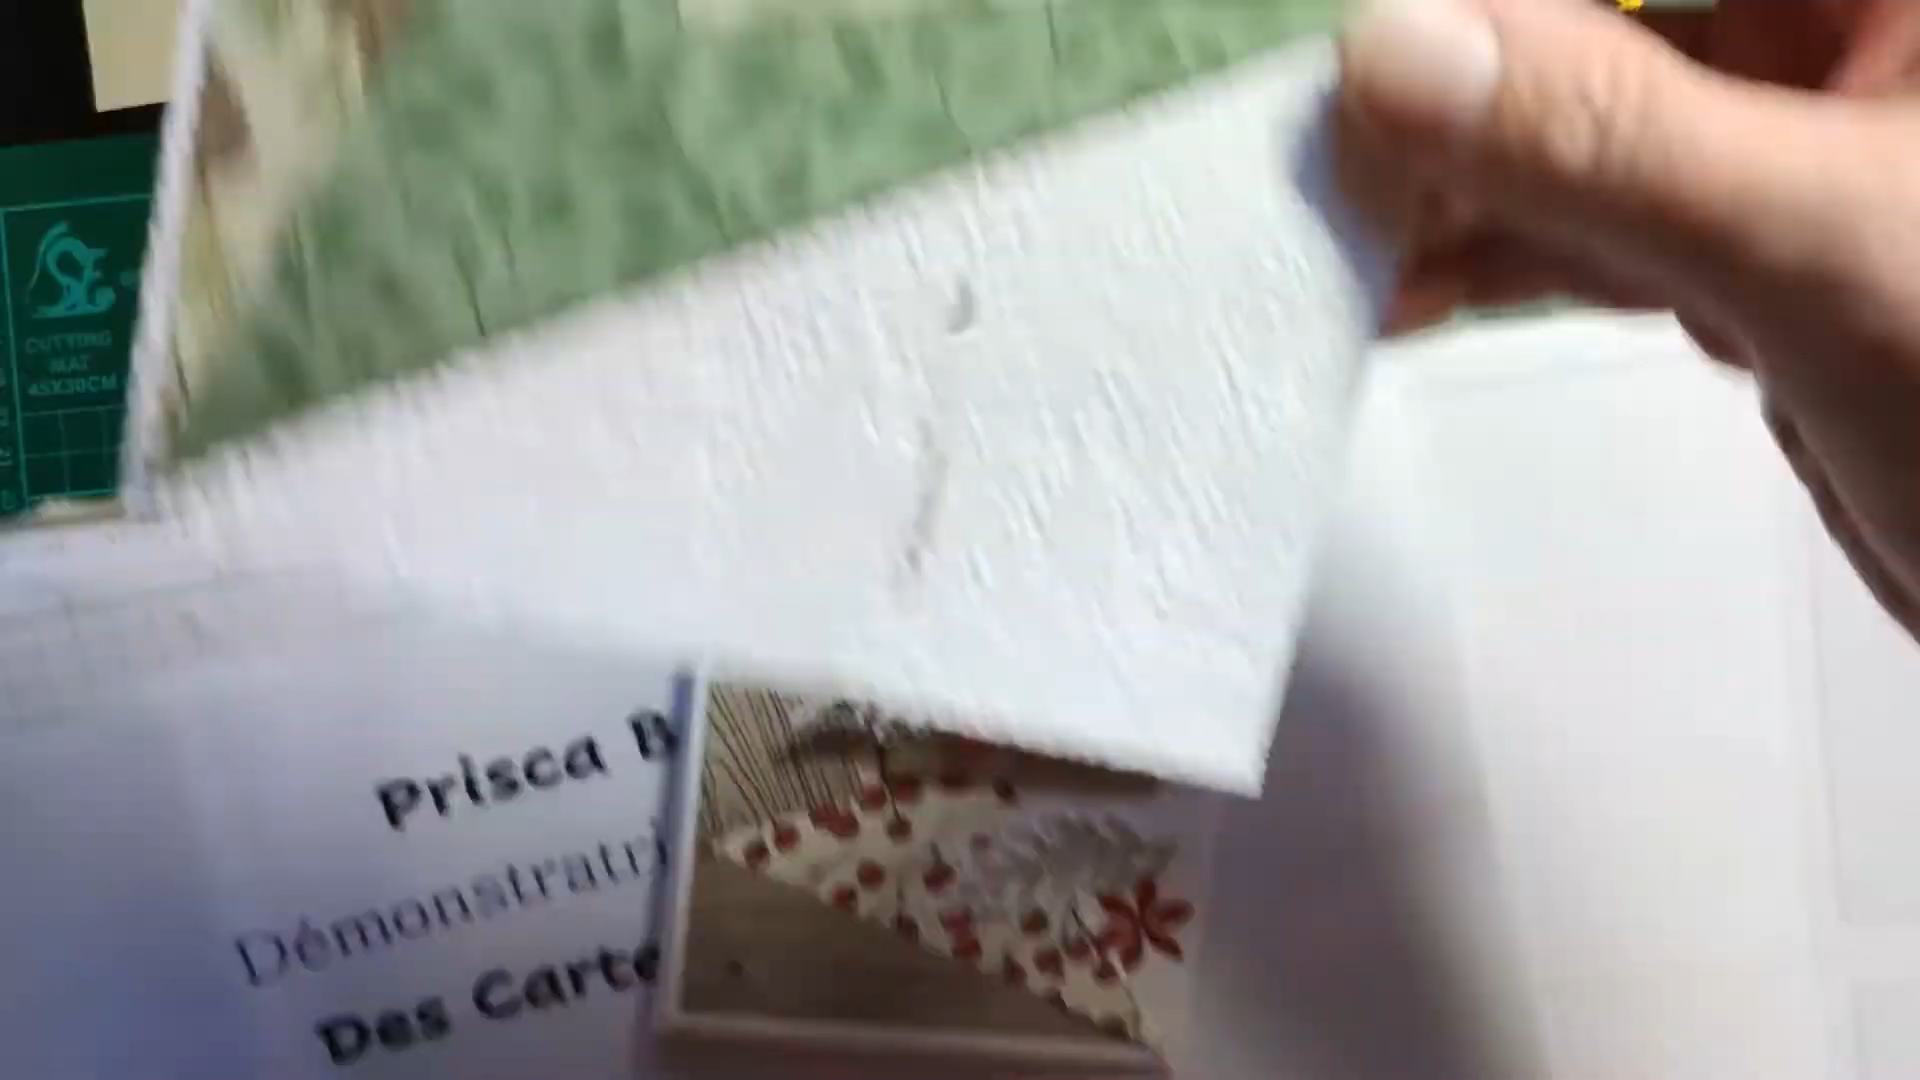 CUTTING
MAT
45X30CM
Prisca
Démonstratri
Des Carte